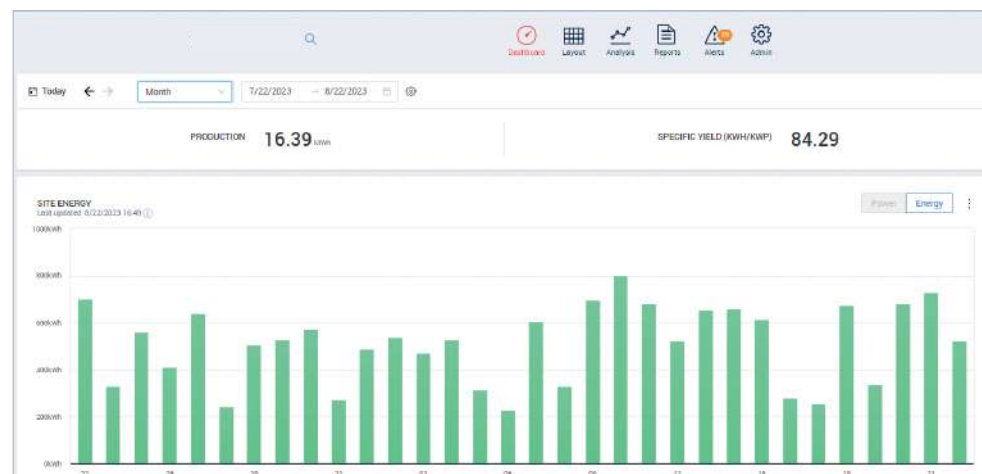 Dashboard Layout Analysis Reports Alerts Admin
Today Month 7/22/2023 → 8/22/2023
PRODUCTION 16.39 MWh SPECIFIC YIELD (KWH/KWP) 84.29
SITE ENERGY
Last updated 8/22/2023 16:49
Power Energy
1000kWh
800kWh
600kWh
400kWh
200kWh
0kWh